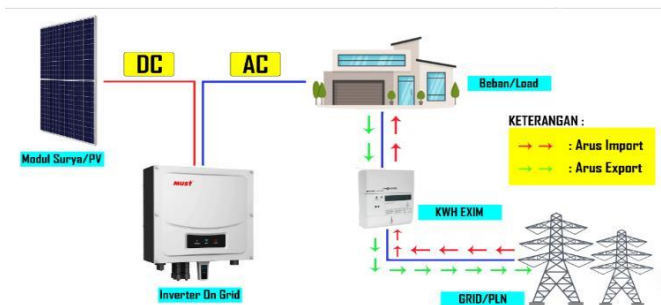 DC
AC
Beban/Load
KETERANGAN :
: Arus Import
: Arus Export
Modul Surya/PV
MUST
KWH EXIM
Inverter On Grid
GRID/PLN